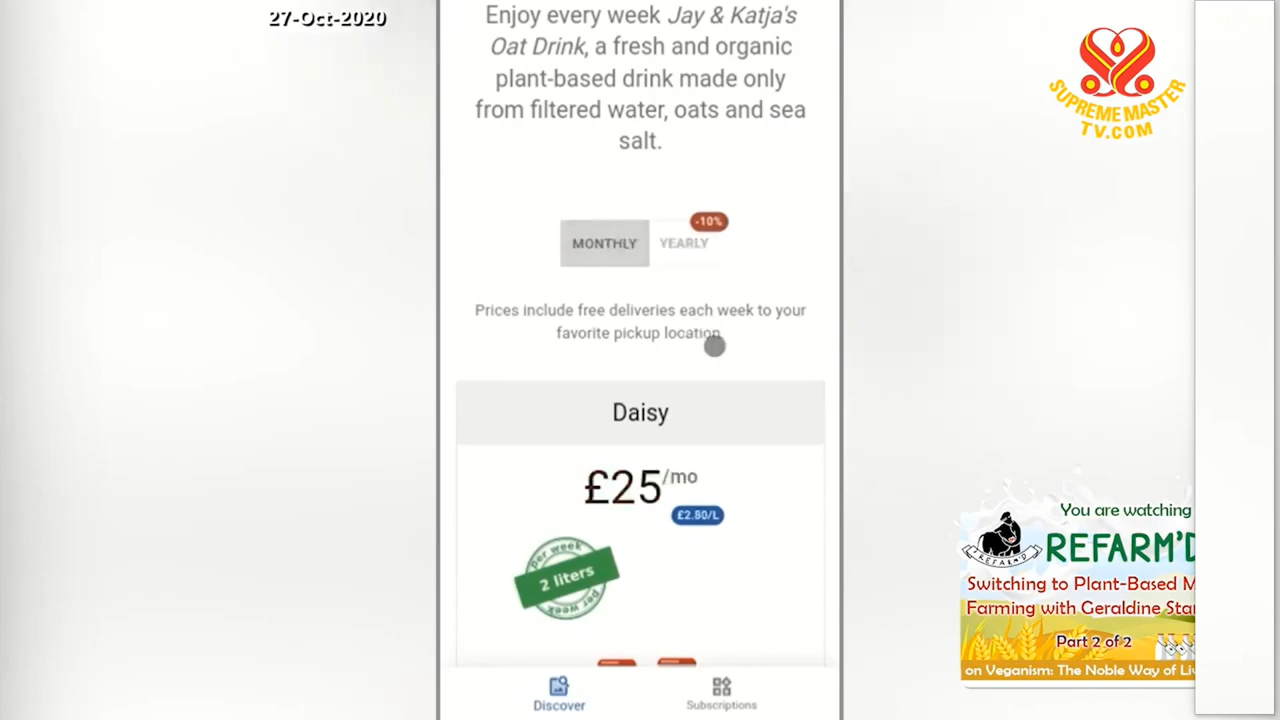 27-Oct-2020
SUPREME MASTER
TV.COM
Enjoy every week Jay & Katja's
Oat Drink, a fresh and organic
plant-based drink made only
from filtered water, oats and sea
salt.
-10%
MONTHLY YEARLY
Prices include free deliveries each week to your
favorite pickup location
Daisy
£25/mo
£2.80/L
per week
2 liters
per week
Discover
Subscriptions
You are watching
REFARM'D
REFARM'D
Switching to Plant-Based M
Farming with Geraldine Star
Part 2 of 2
on Veganism: The Noble Way of Liv